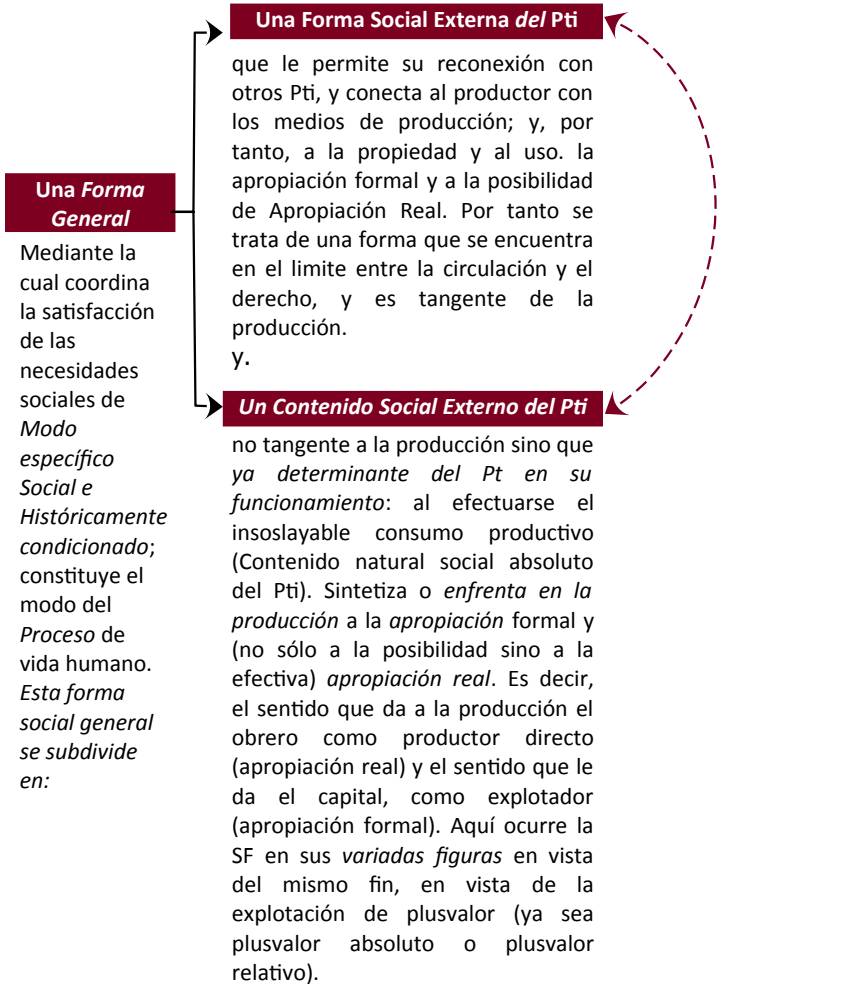 Una Forma
General
Mediante la
cual coordina
la satisfacción
de las
necesidades
sociales de
Modo
específico
Social e
Históricamente
condicionado;
constituye el
modo del
Proceso de
vida humano.
Esta forma
social general
se subdivide
en:
Una Forma Social Externa del Pti
que le permite su reconexión con
otros Pti, y conecta al productor con
los medios de producción; y, por
tanto, a la propiedad y al uso. la
apropiación formal y a la posibilidad
de Apropiación Real. Por tanto se
trata de una forma que se encuentra
en el limite entre la circulación y el
derecho, y es tangente de la
producción.
y.
Un Contenido Social Externo del Pti
no tangente a la producción sino que
ya determinante del Pt en su
funcionamiento: al efectuarse el
insoslayable consumo productivo
(Contenido natural social absoluto
del Pti). Sintetiza o enfrenta en la
producción a la apropiación formal y
(no sólo a la posibilidad sino a la
efectiva) apropiación real. Es decir,
el sentido que da a la producción el
obrero como productor directo
(apropiación real) y el sentido que le
da el capital, como explotador
(apropiación formal). Aquí ocurre la
SF en sus variadas figuras en vista
del mismo fin, en vista de la
explotación de plusvalor (ya sea
plusvalor absoluto o plusvalor
relativo).